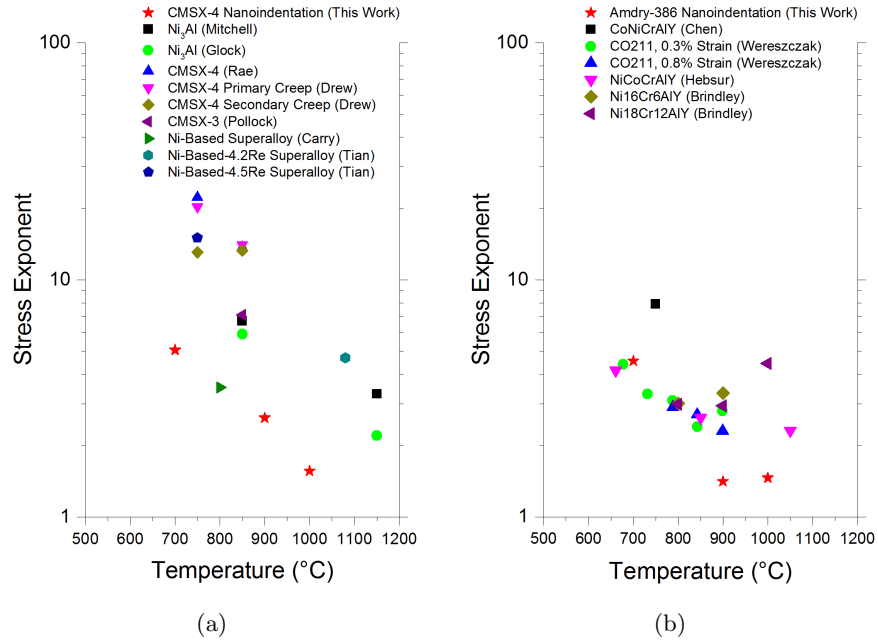 CMSX-4 Nanoindentation (This Work)
Ni₃Al (Mitchell)
Ni₃Al (Glock)
CMSX-4 (Rae)
CMSX-4 Primary Creep (Drew)
CMSX-4 Secondary Creep (Drew)
CMSX-3 (Pollock)
Ni-Based Superalloy (Carry)
Ni-Based-4.2Re Superalloy (Tian)
Ni-Based-4.5Re Superalloy (Tian)
100
10
1
Stress Exponent
500 600 700 800 900 1000 1100 1200
Temperature (°C)
(a)
Amdry-386 Nanoindentation (This Work)
CoNiCrAlY (Chen)
CO211, 0.3% Strain (Wereszczak)
CO211, 0.8% Strain (Wereszczak)
NiCoCrAlY (Hebsur)
Ni16Cr6AlY (Brindley)
Ni18Cr12AlY (Brindley)
100
10
1
Stress Exponent
500 600 700 800 900 1000 1100 1200
Temperature (°C)
(b)